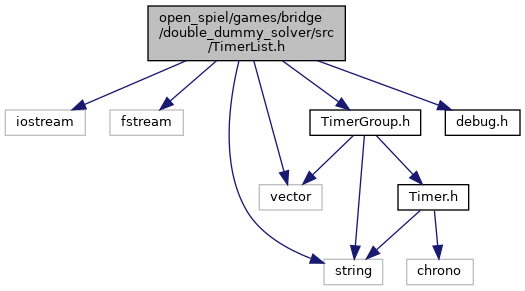 open_spiel/games/bridge
/double_dummy_solver/src
/TimerList.h
iostream
fstream
TimerGroup.h
debug.h
vector
Timer.h
string
chrono